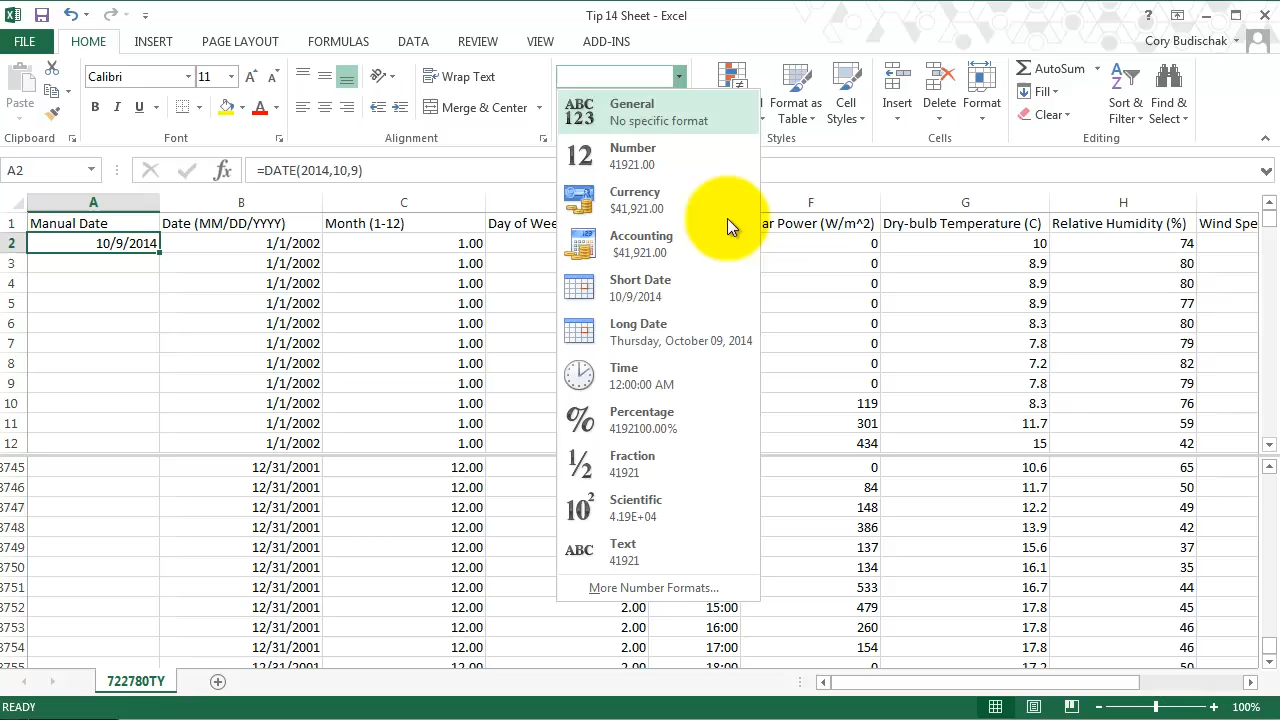 Tip 14 Sheet - Excel
FILE HOME INSERT PAGE LAYOUT FORMULAS DATA REVIEW VIEW ADD-INS Cory Budischak
Calibri 11 Wrap Text AutoSum
Paste B I U A Merge & Center Format as Cell Insert Delete Format Fill Sort & Find &
Table Styles Clear Filter Select
Clipboard Font Alignment Styles Cells Editing
A2 fx =DATE(2014,10,9)
A B C F G H
1 Manual Date Date (MM/DD/YYYY) Month (1-12) Day of Wee ar Power (W/m^2) Dry-bulb Temperature (C) Relative Humidity (%) Wind Spe
2 10/9/2014 1/1/2002 1.00 0 10 74
3 1/1/2002 1.00 0 8.9 80
4 1/1/2002 1.00 0 8.9 80
5 1/1/2002 1.00 0 8.9 77
6 1/1/2002 1.00 0 8.3 80
7 1/1/2002 1.00 0 7.8 79
8 1/1/2002 1.00 0 7.2 82
9 1/1/2002 1.00 0 7.8 79
10 1/1/2002 1.00 119 8.3 76
11 1/1/2002 1.00 301 11.7 59
12 1/1/2002 1.00 434 15 42
3745 12/31/2001 12.00 0 10.6 65
3746 12/31/2001 12.00 84 11.7 50
3747 12/31/2001 12.00 148 12.2 49
3748 12/31/2001 12.00 386 13.9 42
3749 12/31/2001 12.00 137 15.6 37
3750 12/31/2001 12.00 134 16.1 35
3751 12/31/2001 12.00 533 16.7 44
3752 12/31/2001 12.00 2.00 15:00 479 17.8 45
3753 12/31/2001 12.00 2.00 16:00 260 17.8 46
3754 12/31/2001 12.00 2.00 17:00 154 17.8 46
3755 12/31/2001 12.00 2.00 18:00 0 17.2 50
ABC 123 General
No specific format
12 Number
41921.00
Currency
$41,921.00
Accounting
$41,921.00
Short Date
10/9/2014
Long Date
Thursday, October 09, 2014
Time
12:00:00 AM
% Percentage
4192100.00%
1/2 Fraction
41921
10² Scientific
4.19E+04
ABC Text
41921
More Number Formats...
722780TY
READY 100%